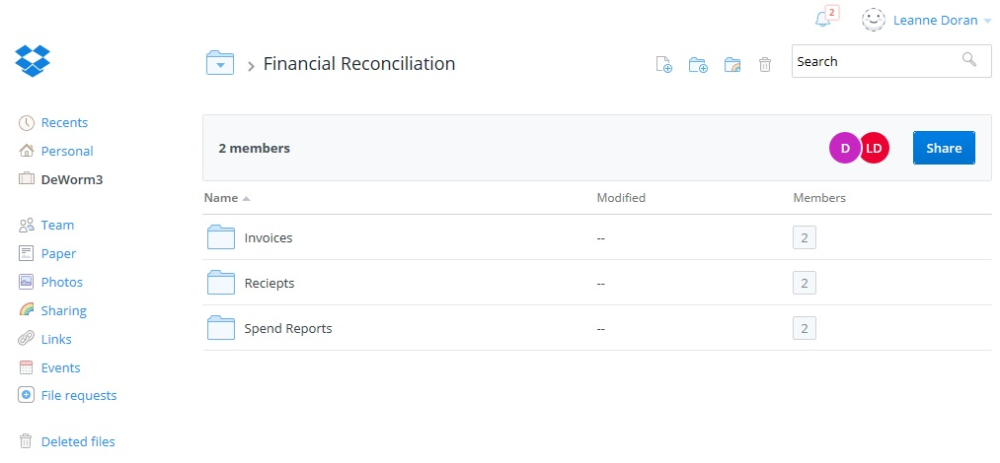 2
Leanne Doran
Financial Reconciliation
Search
Recents
Personal
DeWorm3
Team
Paper
Photos
Sharing
Links
Events
File requests
Deleted files
2 members
D LD
Share
Name Modified Members
Invoices -- 2
Reciepts -- 2
Spend Reports -- 2